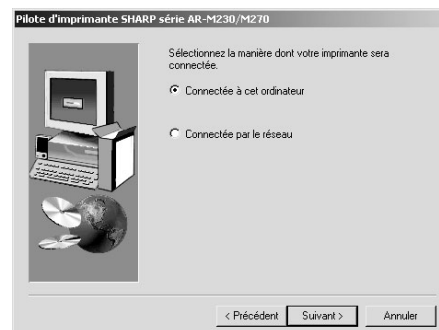 Pilote d'imprimante SHARP série AR-M230/M270
Sélectionnez la manière dont votre imprimante sera
connectée.
Connectée à cet ordinateur
Connectée par le réseau
< Précédent
Suivant >
Annuler